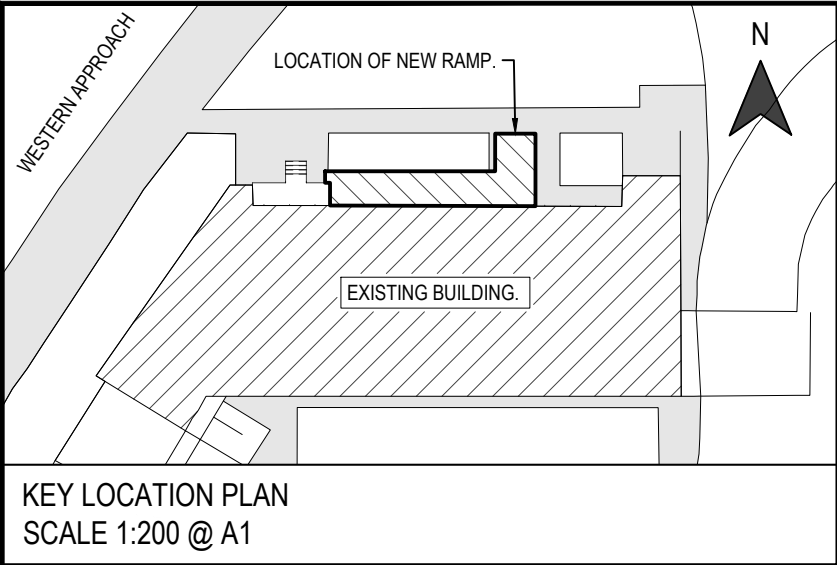 WESTERN APPROACH
LOCATION OF NEW RAMP.
N
EXISTING BUILDING.
KEY LOCATION PLAN
SCALE 1:200 @ A1